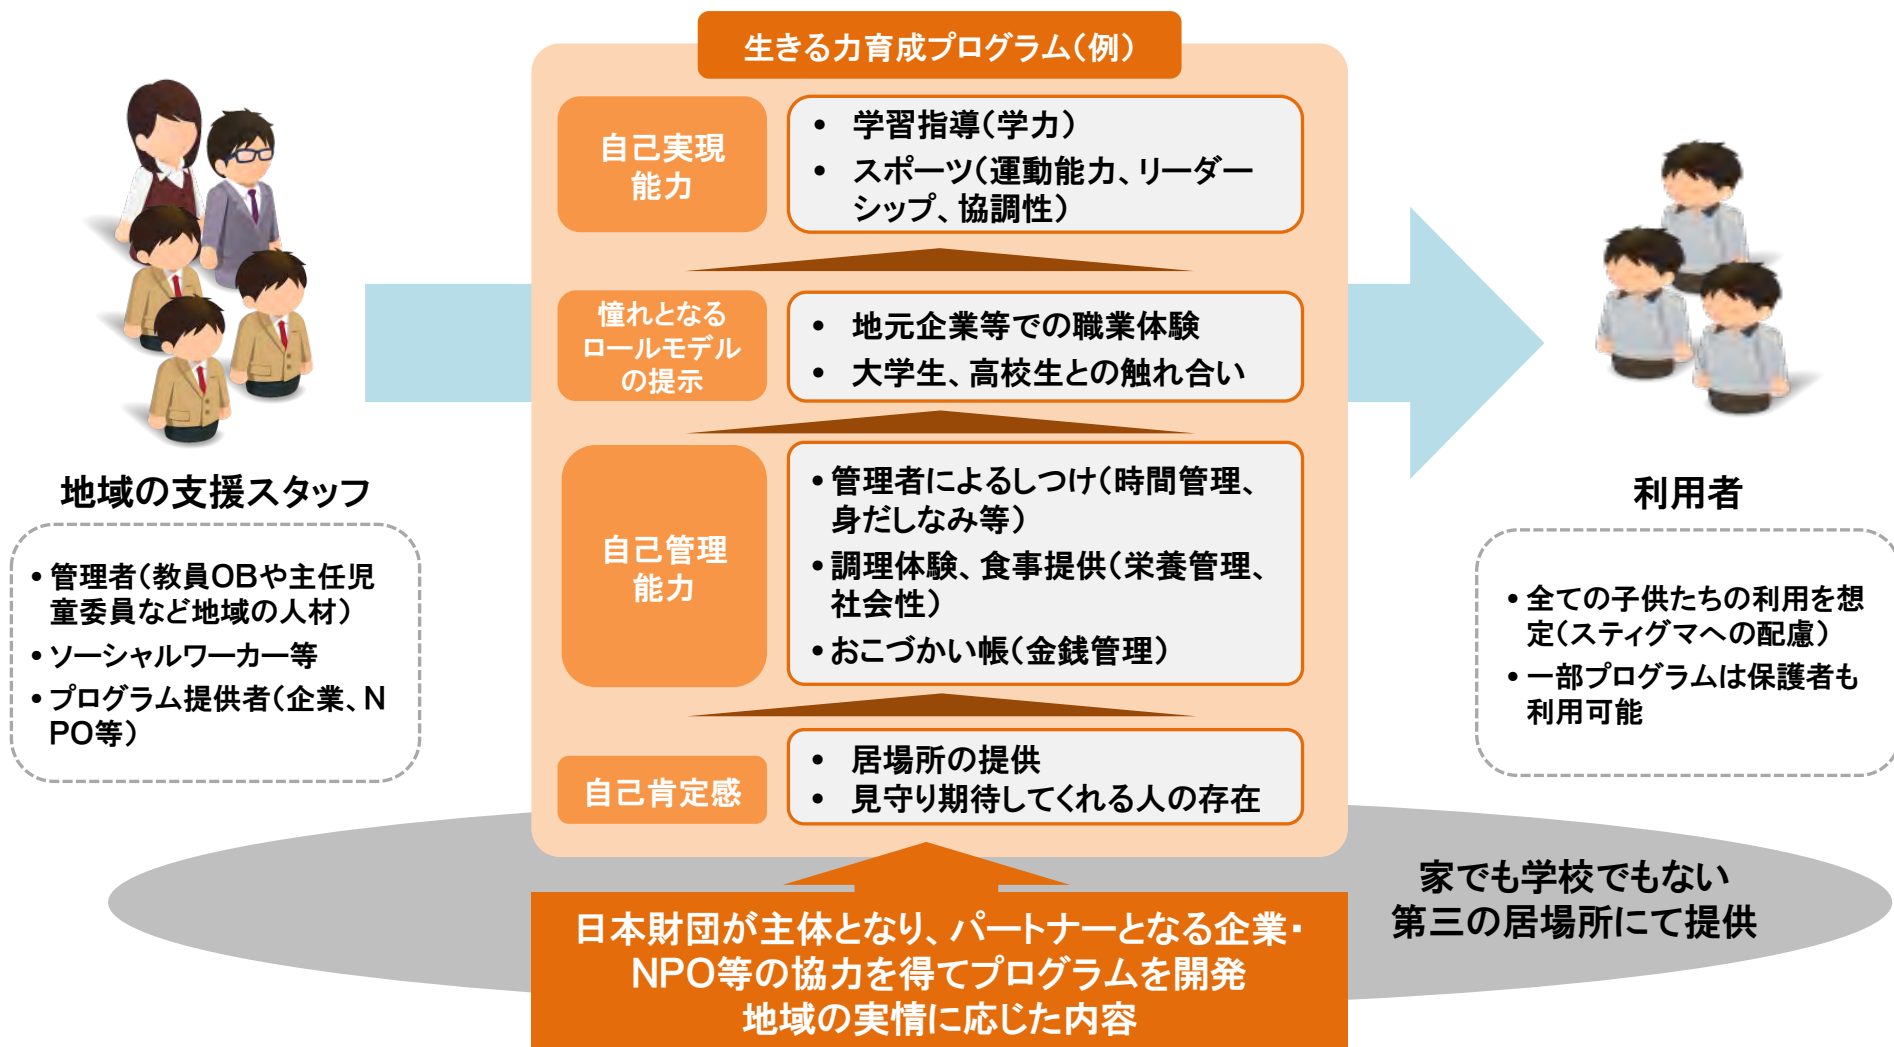 生きる力育成プログラム（例）
自己実現
能力
• 学習指導（学力）
• スポーツ（運動能力、リーダー
シップ、協調性）
憧れとなる
ロールモデル
の提示
• 地元企業等での職業体験
• 大学生、高校生との触れ合い
自己管理
能力
•管理者によるしつけ（時間管理、
身だしなみ等）
•調理体験、食事提供（栄養管理、
社会性）
•おこづかい帳（金銭管理）
自己肯定感
• 居場所の提供
• 見守り期待してくれる人の存在
地域の支援スタッフ
•管理者（教員OBや主任児
童委員など地域の人材）
•ソーシャルワーカー等
•プログラム提供者（企業、N
PO等）
利用者
•全ての子供たちの利用を想
定（スティグマへの配慮）
•一部プログラムは保護者も
利用可能
家でも学校でもない
第三の居場所にて提供
日本財団が主体となり、パートナーとなる企業・
NPO等の協力を得てプログラムを開発
地域の実情に応じた内容